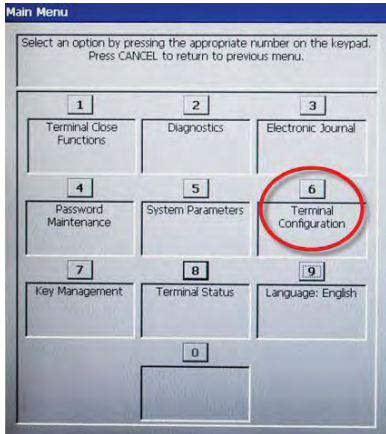 Main Menu
Select an option by pressing the appropriate number on the keypad.
Press CANCEL to return to previous menu.
1
2
3
Terminal Close
Functions
Diagnostics
Electronic Journal
4
5
6
Password
Maintenance
System Parameters
Terminal
Configuration
7
8
9
Key Management
Terminal Status
Language: English
0